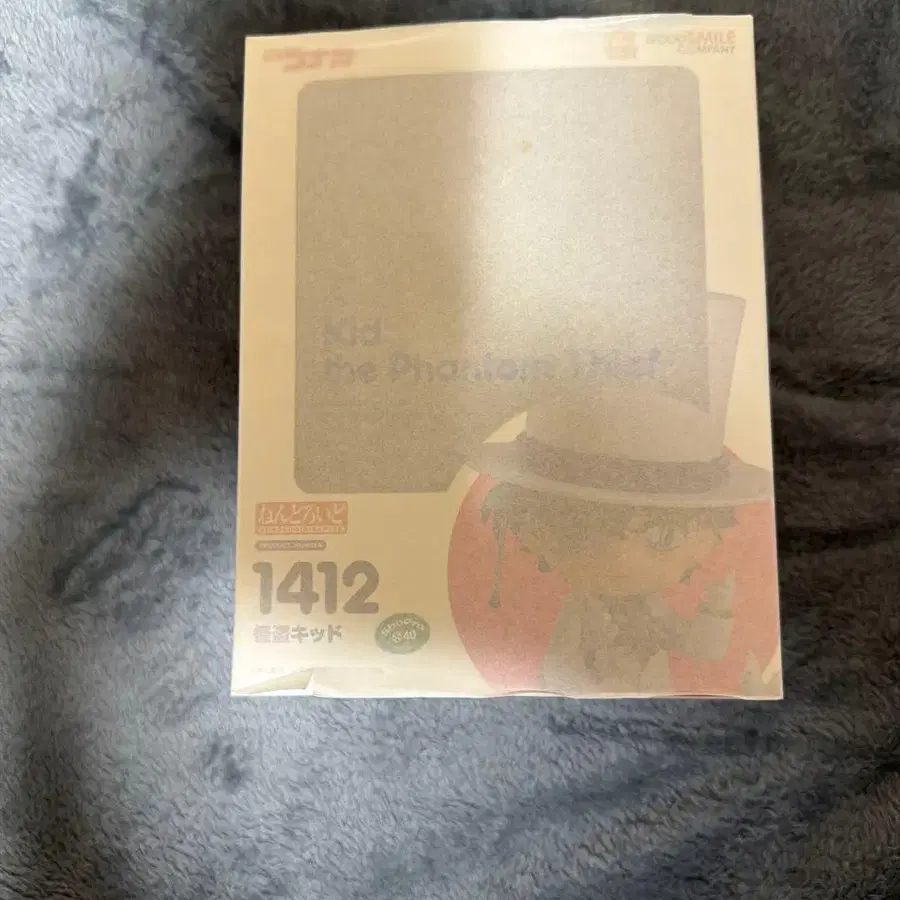 コナン
GOOD SMILE
COMPANY
Kid
the Phantom Thief
ねんどろいど
1412
怪盗キッド
ShoPro